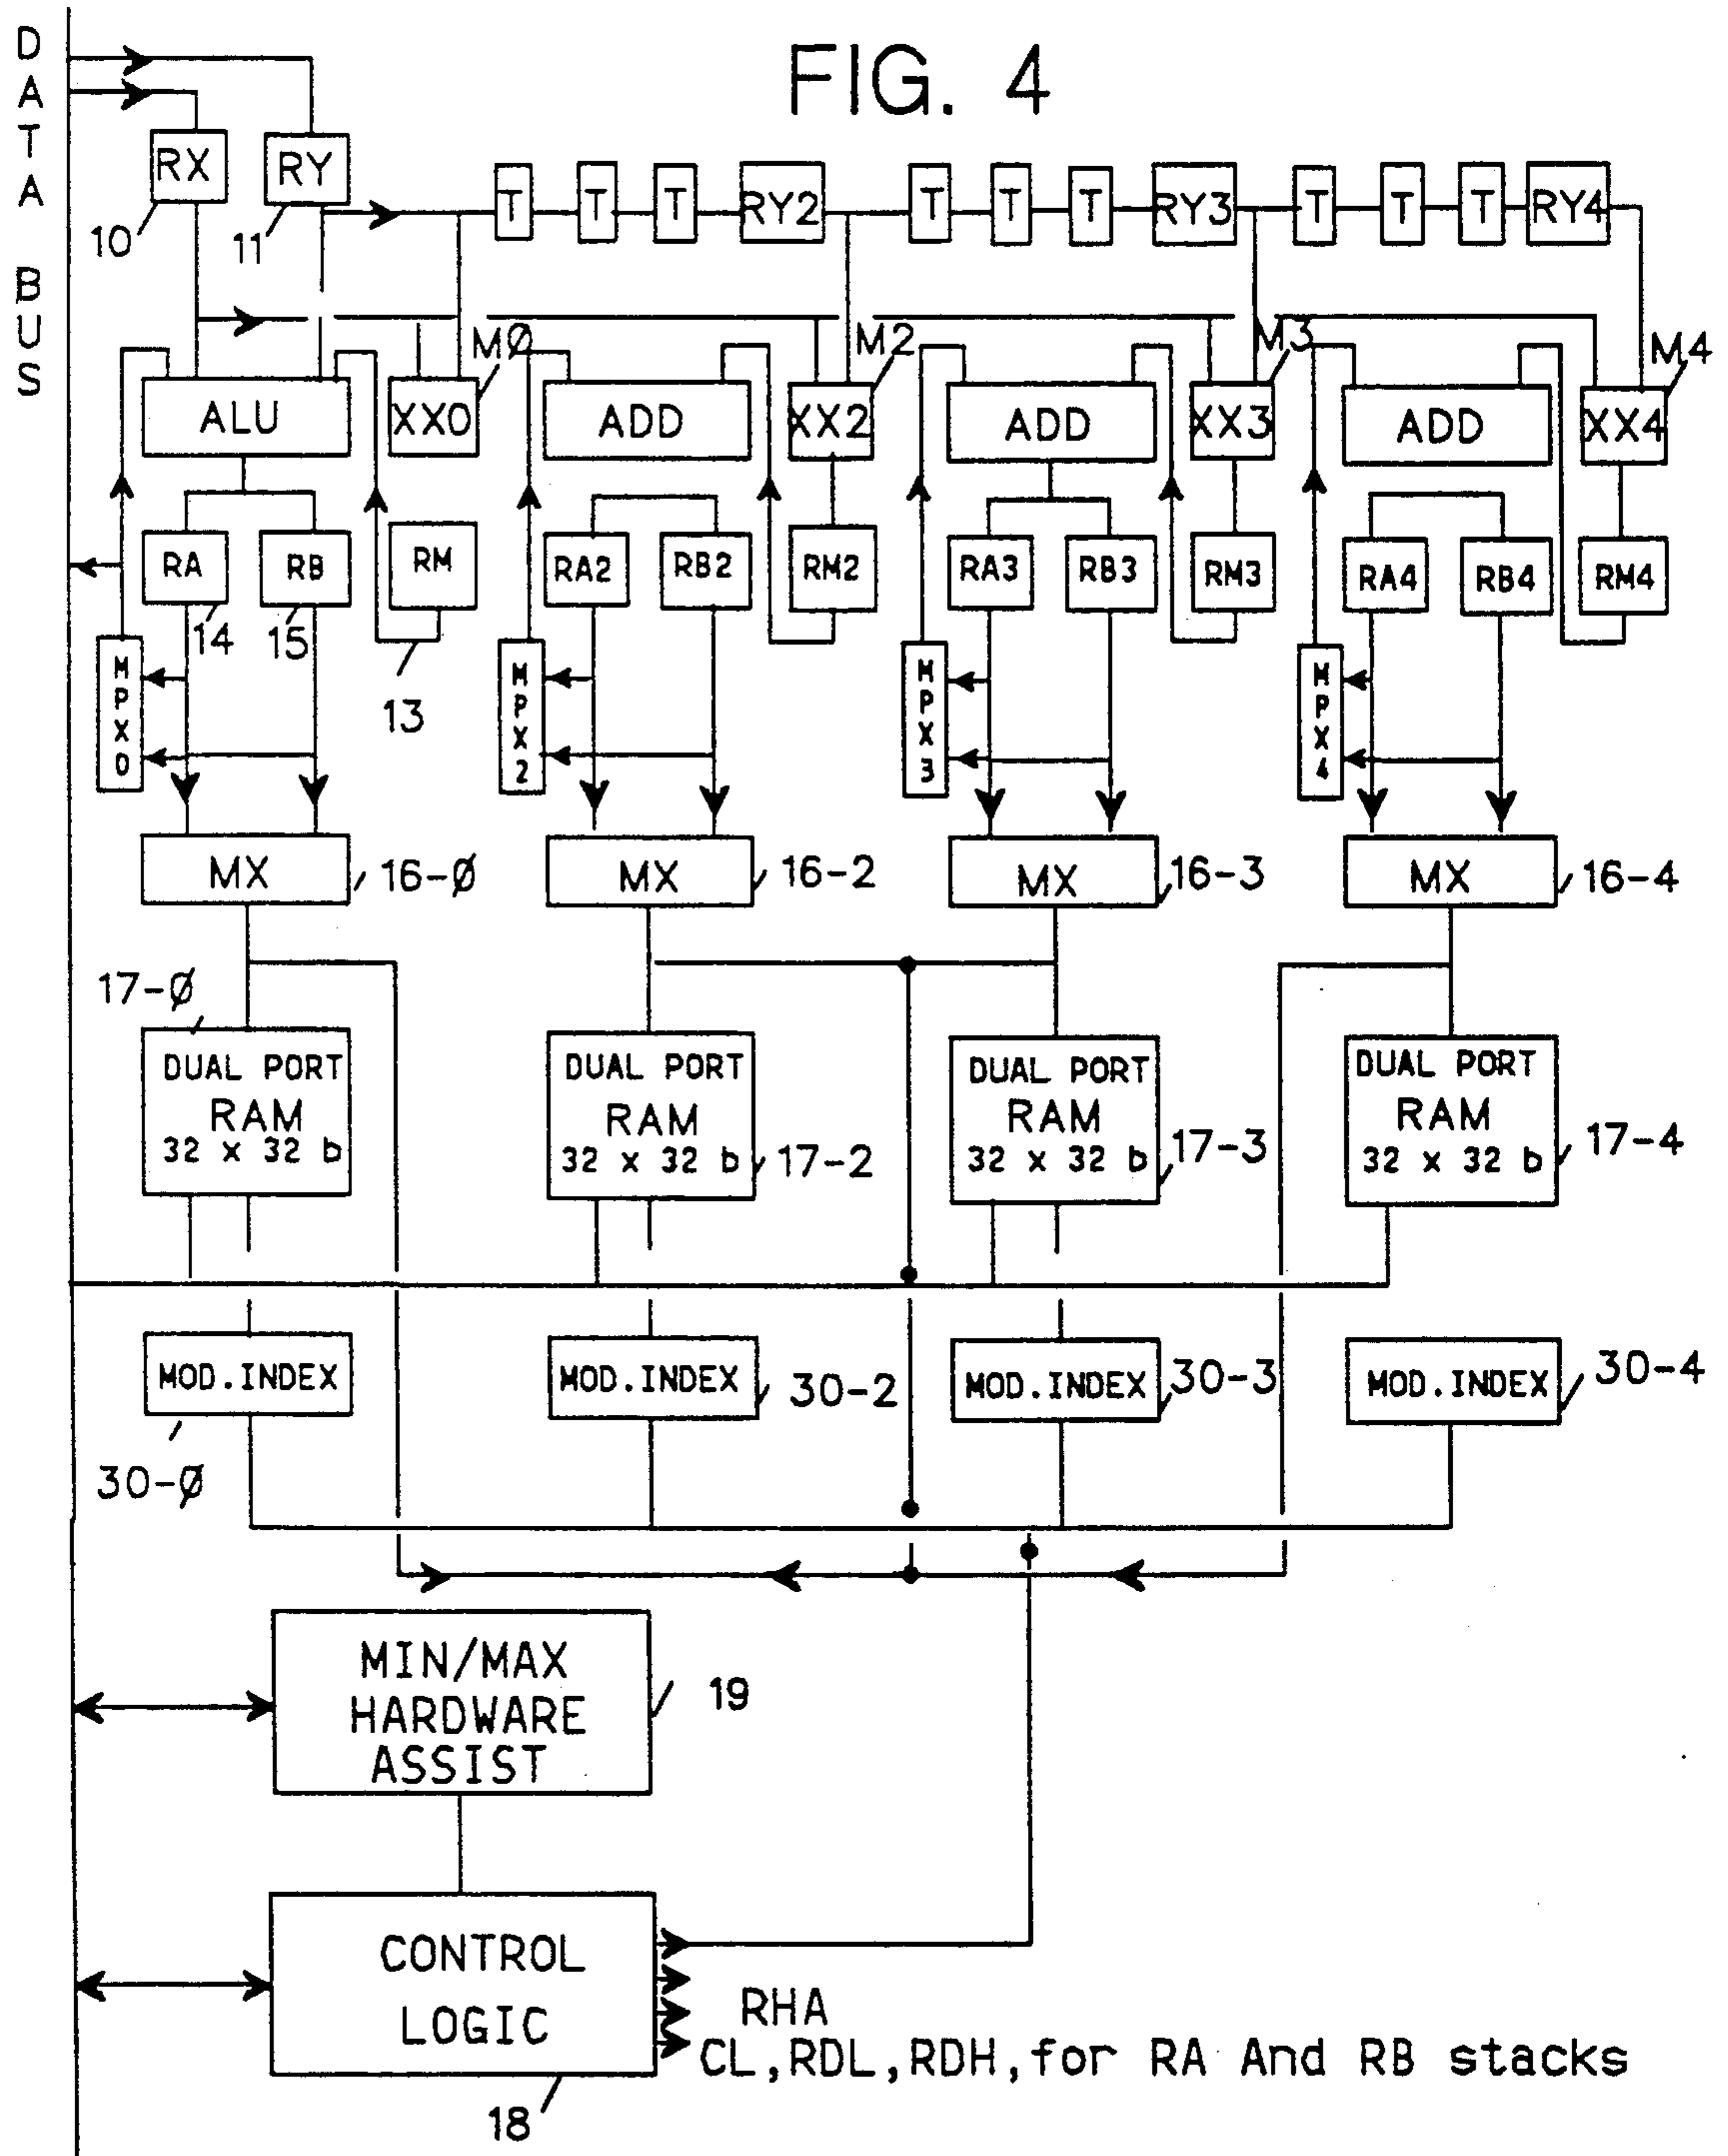 DATA BUS
FIG. 4
RX RY T T T RY2 T T T RY3 T T T RY4
10 11
MØ M2 M3 M4
ALU XX0 ADD XX2 ADD XX3 ADD XX4
RA RB RM RA2 RB2 RM2 RA3 RB3 RM3 RA4 RB4 RM4
14 15
13
MPX0 MPX2 MPX3 MPX4
MX 16-Ø MX 16-2 MX 16-3 MX 16-4
17-Ø
DUAL PORT DUAL PORT DUAL PORT DUAL PORT
RAM RAM RAM RAM
32 x 32 b 17-2 32 x 32 b 17-3 32 x 32 b 17-4 32 x 32 b
MOD.INDEX MOD.INDEX 30-2 MOD.INDEX 30-3 MOD.INDEX 30-4
30-Ø
MIN/MAX
HARDWARE 19
ASSIST
CONTROL
LOGIC
RHA
CL,RDL,RDH,for RA And RB stacks
18